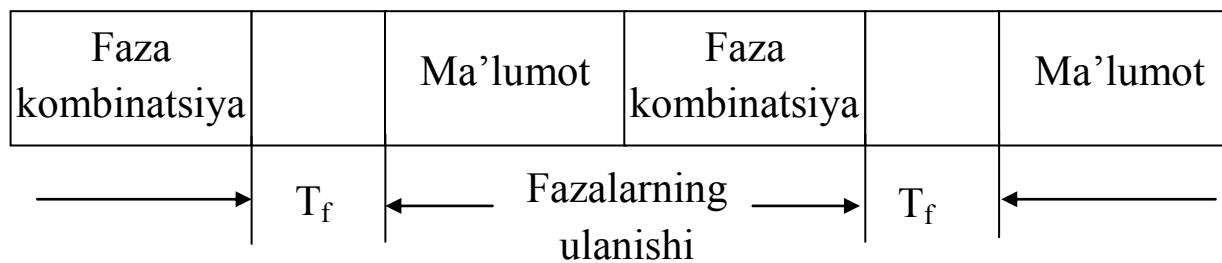 Faza
kombinatsiya
Ma’lumot
Faza
kombinatsiya
Ma’lumot
Tf
Fazalarning
ulanishi
Tf